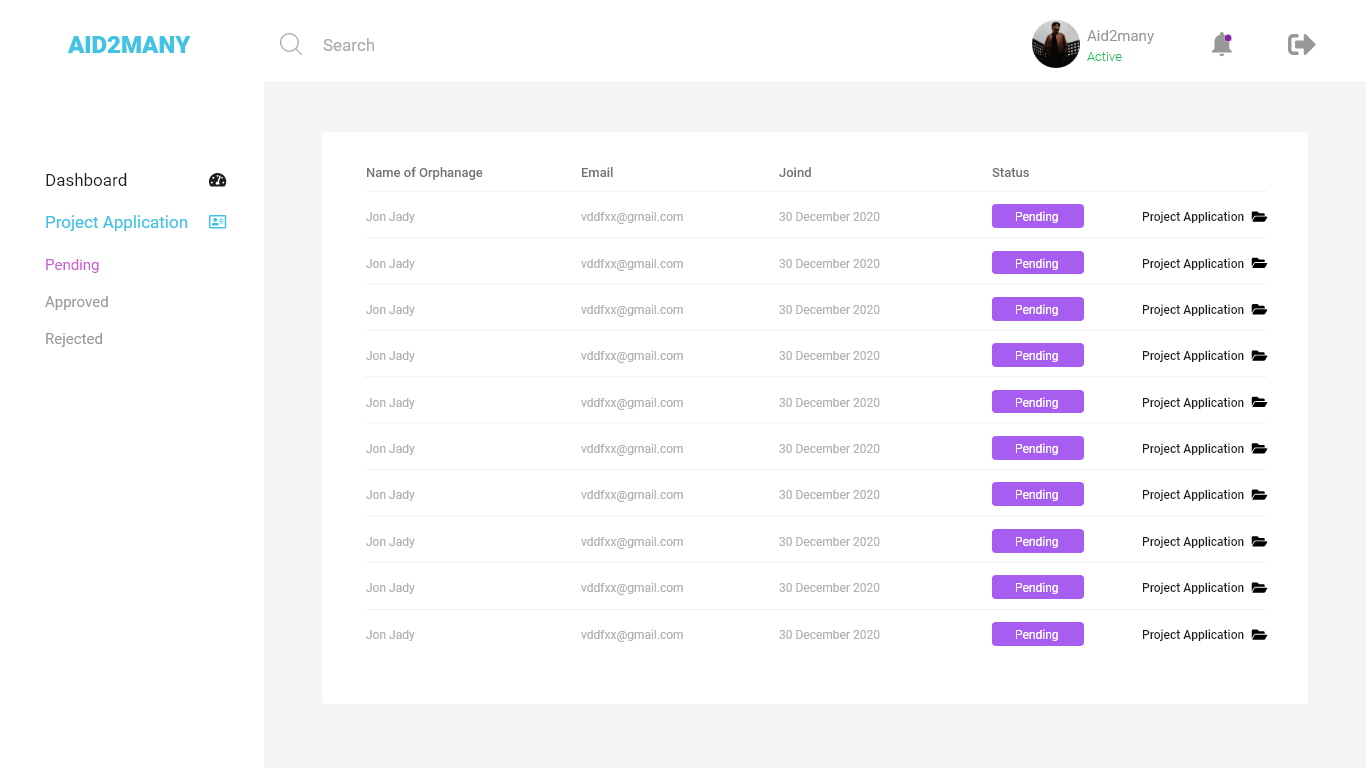 AID2MANY
Search
Aid2many
Active
Dashboard
Project Application
Pending
Approved
Rejected
Name of Orphanage Email Joind Status
Jon Jady vddfxx@gmail.com 30 December 2020 Pending Project Application
Jon Jady vddfxx@gmail.com 30 December 2020 Pending Project Application
Jon Jady vddfxx@gmail.com 30 December 2020 Pending Project Application
Jon Jady vddfxx@gmail.com 30 December 2020 Pending Project Application
Jon Jady vddfxx@gmail.com 30 December 2020 Pending Project Application
Jon Jady vddfxx@gmail.com 30 December 2020 Pending Project Application
Jon Jady vddfxx@gmail.com 30 December 2020 Pending Project Application
Jon Jady vddfxx@gmail.com 30 December 2020 Pending Project Application
Jon Jady vddfxx@gmail.com 30 December 2020 Pending Project Application
Jon Jady vddfxx@gmail.com 30 December 2020 Pending Project Application